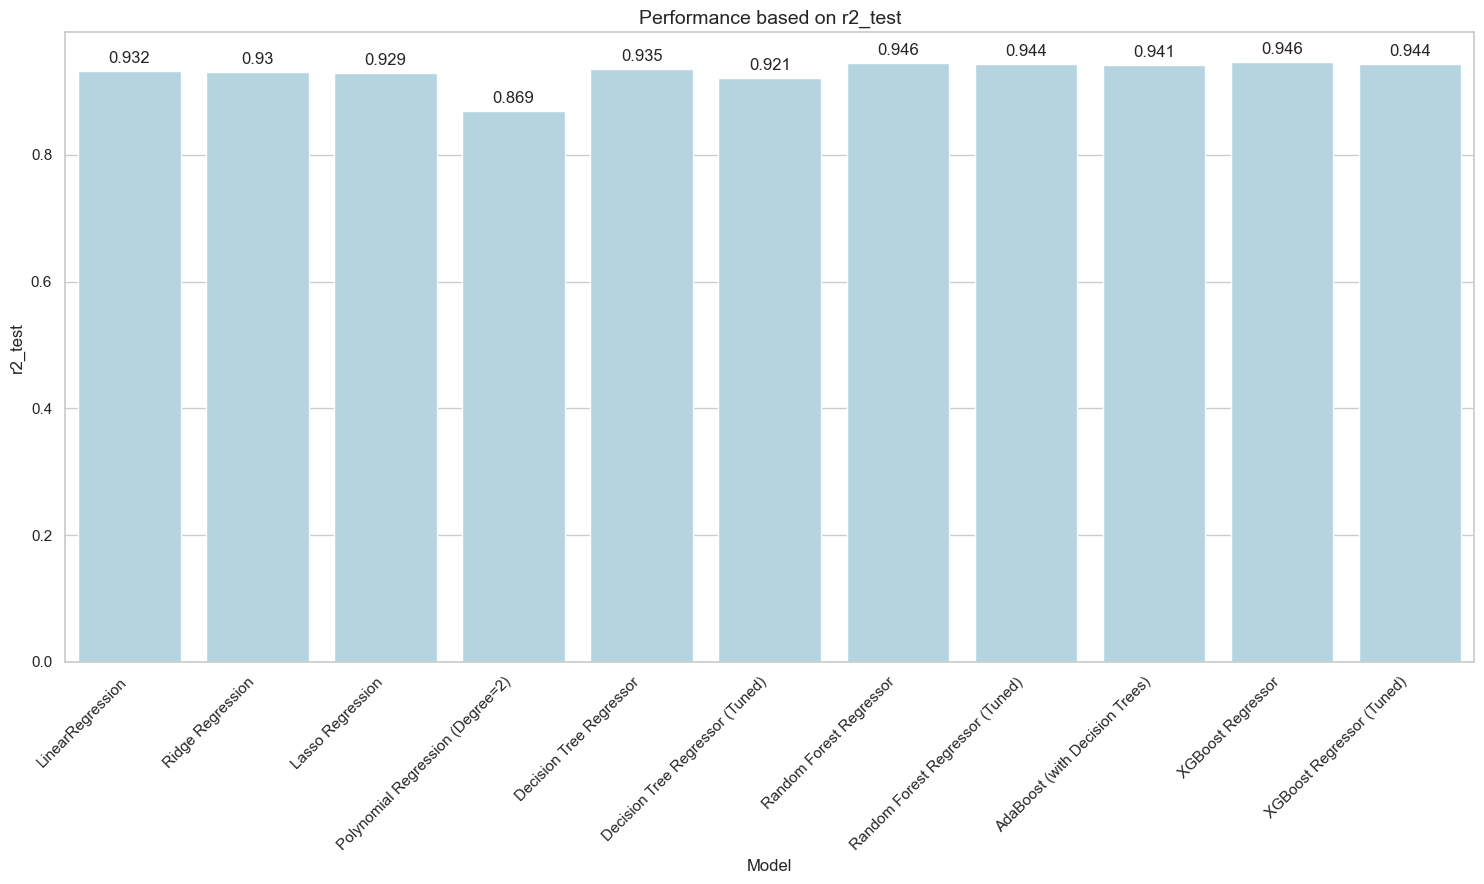 Performance based on r2_test
0.932
0.93
0.929
0.869
0.935
0.921
0.946
0.944
0.941
0.946
0.944
r2_test
0.8
0.6
0.4
0.2
0.0
LinearRegression
Ridge Regression
Lasso Regression
Polynomial Regression (Degree=2)
Decision Tree Regressor
Decision Tree Regressor (Tuned)
Random Forest Regressor
Random Forest Regressor (Tuned)
AdaBoost (with Decision Trees)
XGBoost Regressor
XGBoost Regressor (Tuned)
Model